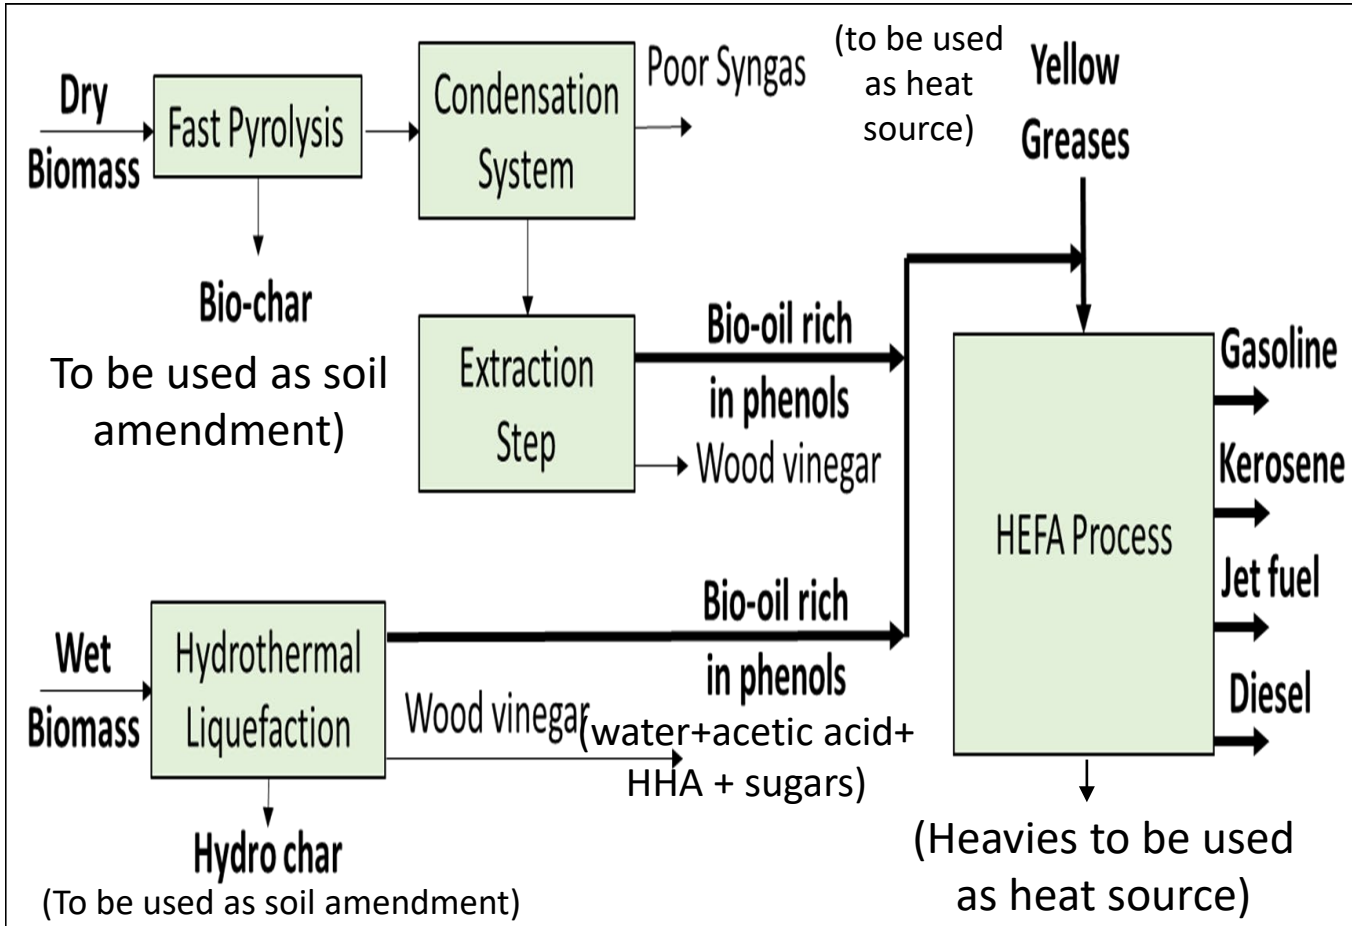 Dry
Biomass
Fast Pyrolysis
Condensation
System
Poor Syngas
(to be used
as heat
source)
Yellow
Greases
Bio-char
To be used as soil
amendment)
Extraction
Step
Bio-oil rich
in phenols
Wood vinegar
HEFA Process
Gasoline
Kerosene
Jet fuel
Diesel
Wet
Biomass
Hydrothermal
Liquefaction
Bio-oil rich
in phenols
Wood vinegar
(water+acetic acid+
HHA + sugars)
Hydro char
(To be used as soil amendment)
(Heavies to be used
as heat source)